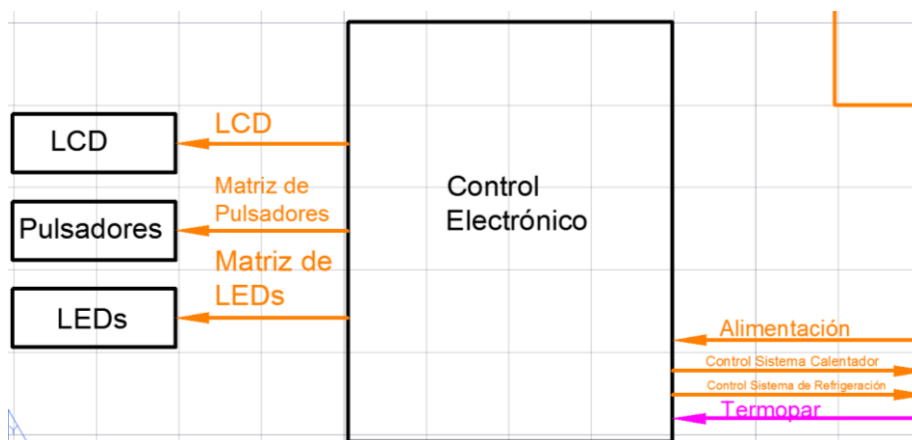 LCD
LCD
Matriz de
Pulsadores
Pulsadores
Matriz de
LEDs
LEDs
Control
Electrónico
Alimentación
Control Sistema Calentador
Control Sistema de Refrigeración
Termopar